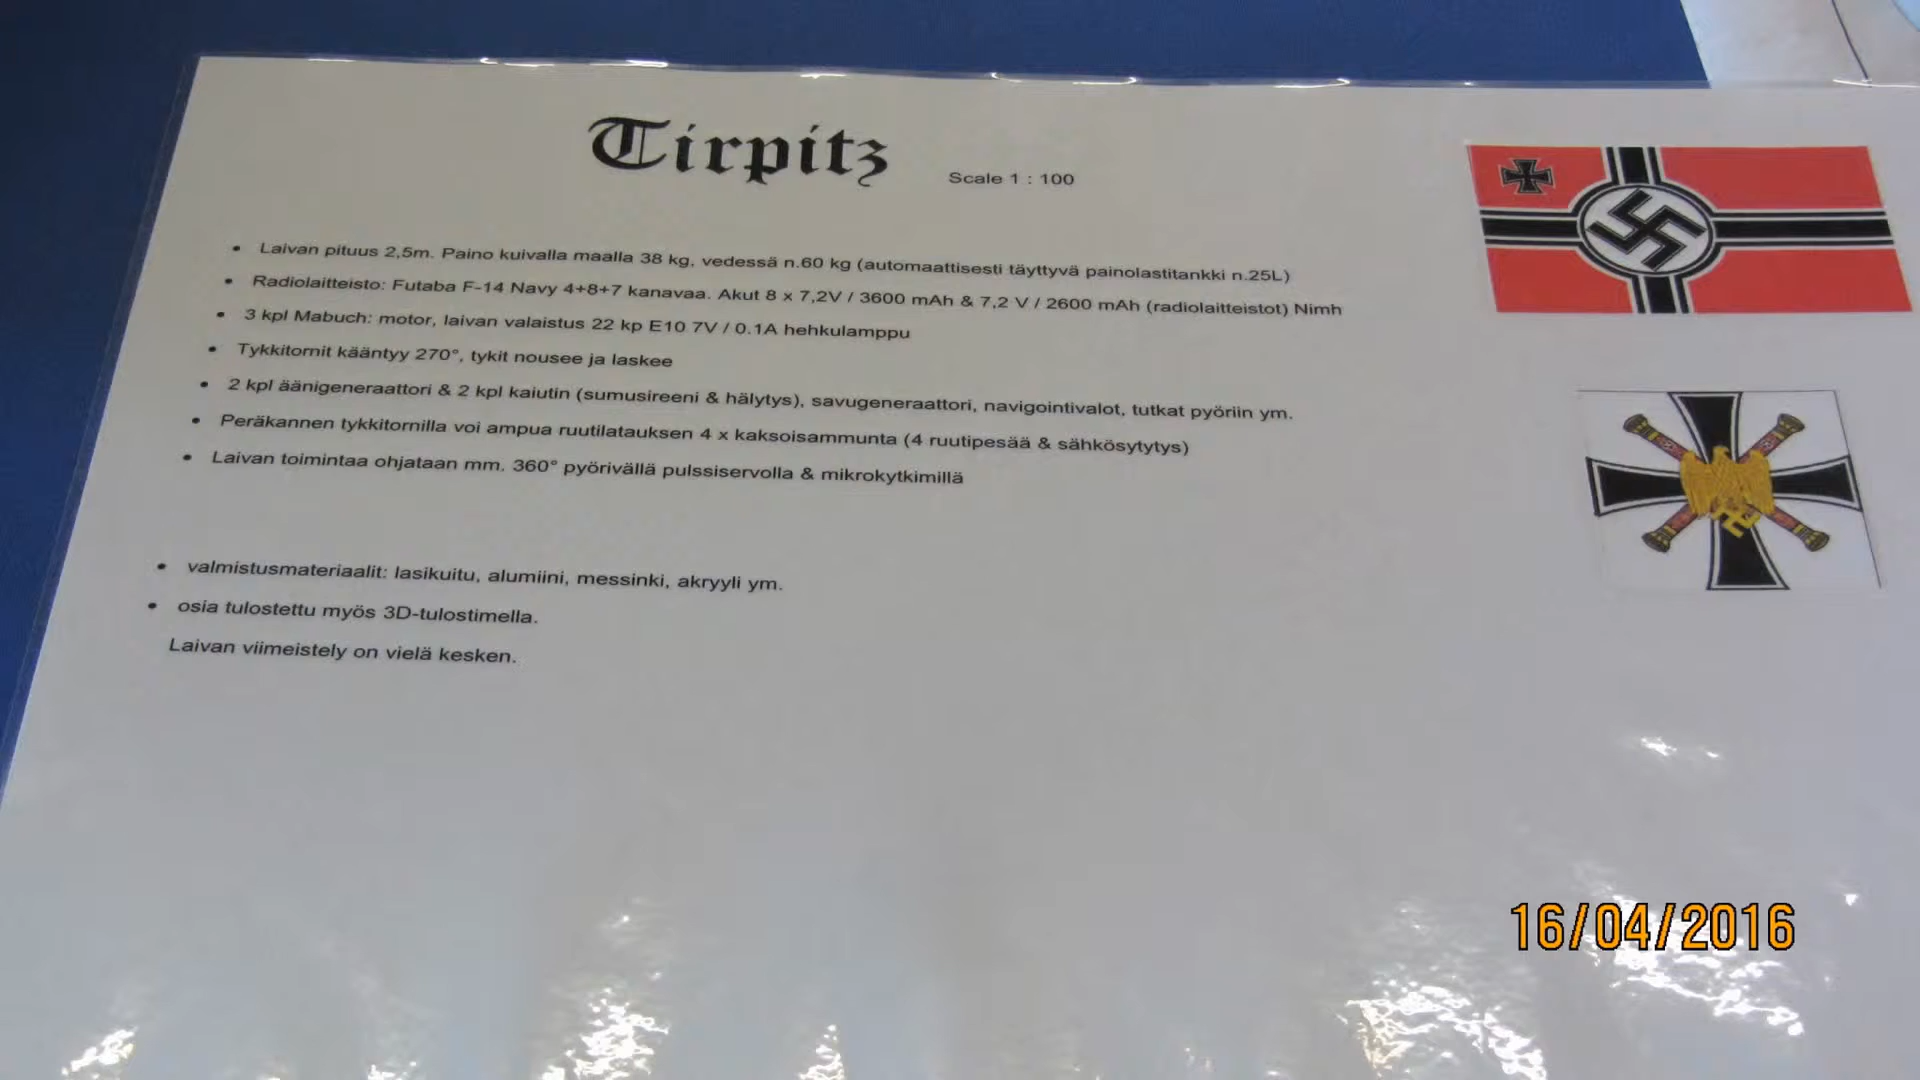 Tirpitz
Scale 1 : 100
• Laivan pituus 2,5m. Paino kuivalla maalla 38 kg, vedessä n.60 kg (automaattisesti täyttyvä painolastitankki n.25L)
• Radiolaitteisto: Futaba F-14 Navy 4+8+7 kanavaa. Akut 8 x 7,2V / 3600 mAh & 7,2 V / 2600 mAh (radiolaitteistot) Nimh
• 3 kpl Mabuch: motor, laivan valaistus 22 kp E10 7V / 0.1A hehkulamppu
• Tykkitornit kääntyy 270°, tykit nousee ja laskee
• 2 kpl äänigeneraattori & 2 kpl kaiutin (sumusireeni & hälytys), savugeneraattori, navigointivalot, tutkat pyöriin ym.
• Peräkannen tykkitornilla voi ampua ruutilatauksen 4 x kaksoisammunta (4 ruutipesää & sähkösytytys)
• Laivan toimintaa ohjataan mm. 360° pyörivällä pulssiservolla & mikrokytkimillä
• valmistusmateriaalit: lasikuitu, alumiini, messinki, akryyli ym.
• osia tulostettu myös 3D-tulostimella.
Laivan viimeistely on vielä kesken.
16/04/2016